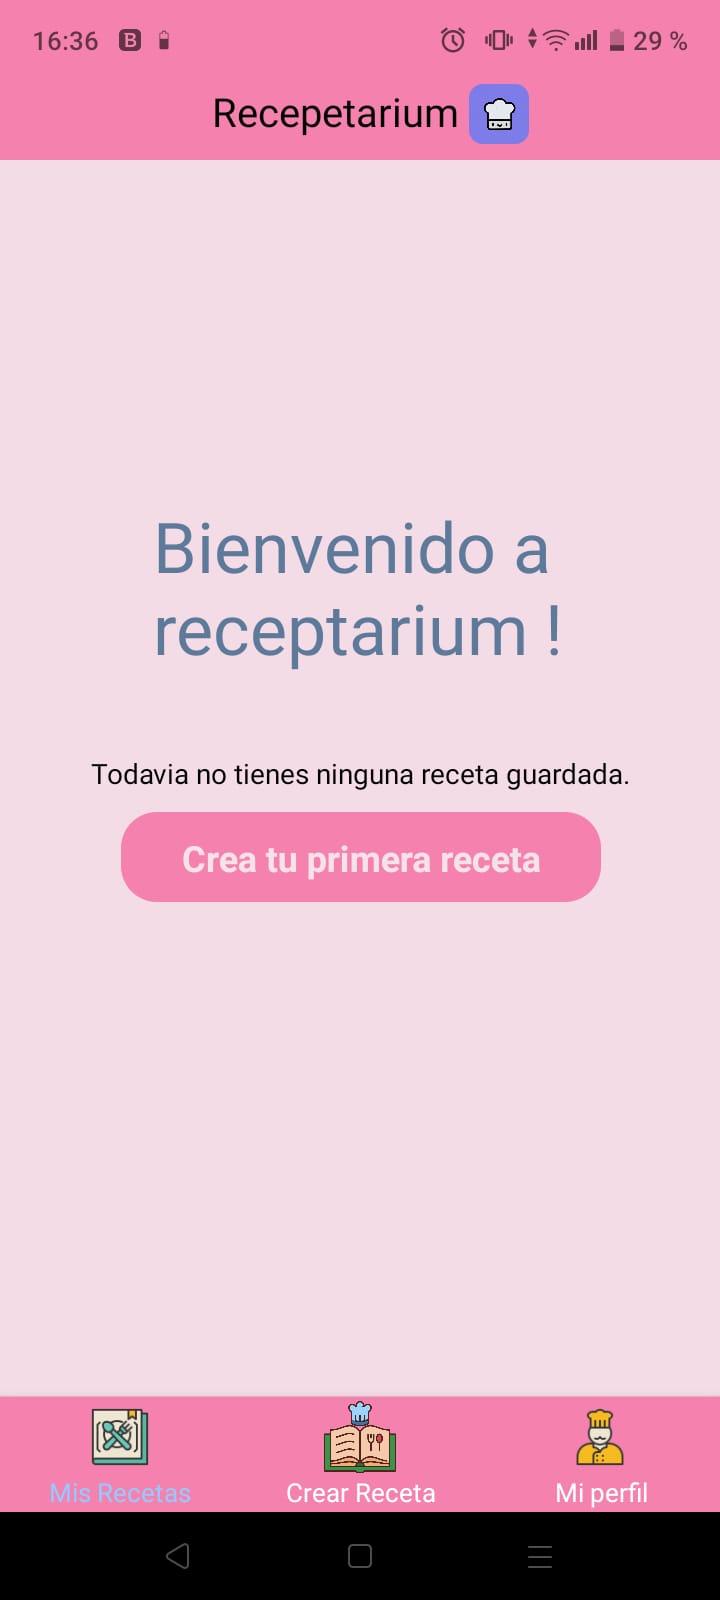 16:36 B 29 %
Recepetarium
Bienvenido a
receptarium !
Todavia no tienes ninguna receta guardada.
Crea tu primera receta
Mis Recetas Crear Receta Mi perfil